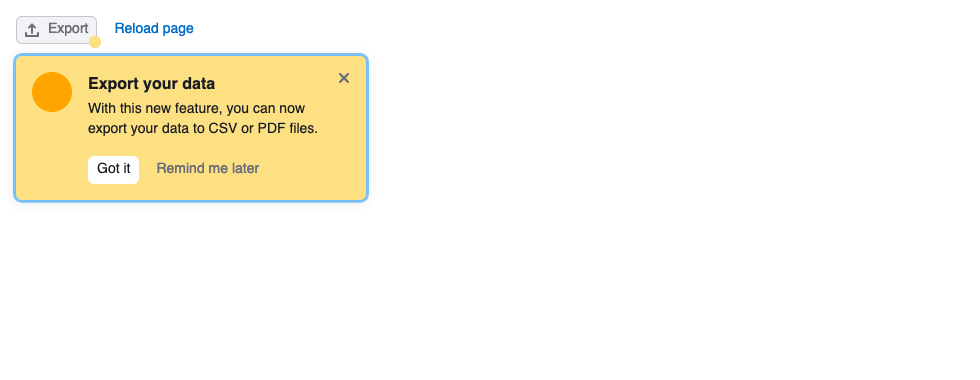 Export Reload page
Export your data
With this new feature, you can now
export your data to CSV or PDF files.
Got it Remind me later